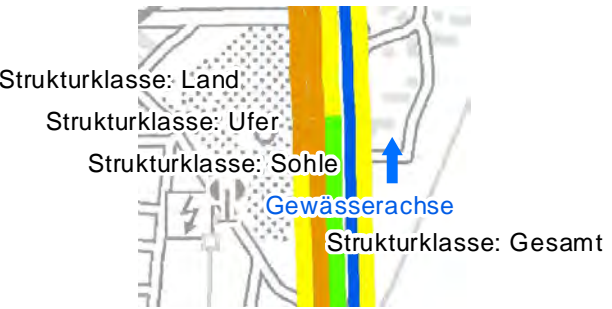 Strukturklasse: Land
Strukturklasse: Ufer
Strukturklasse: Sohle
Gewässerachse
Strukturklasse: Gesamt